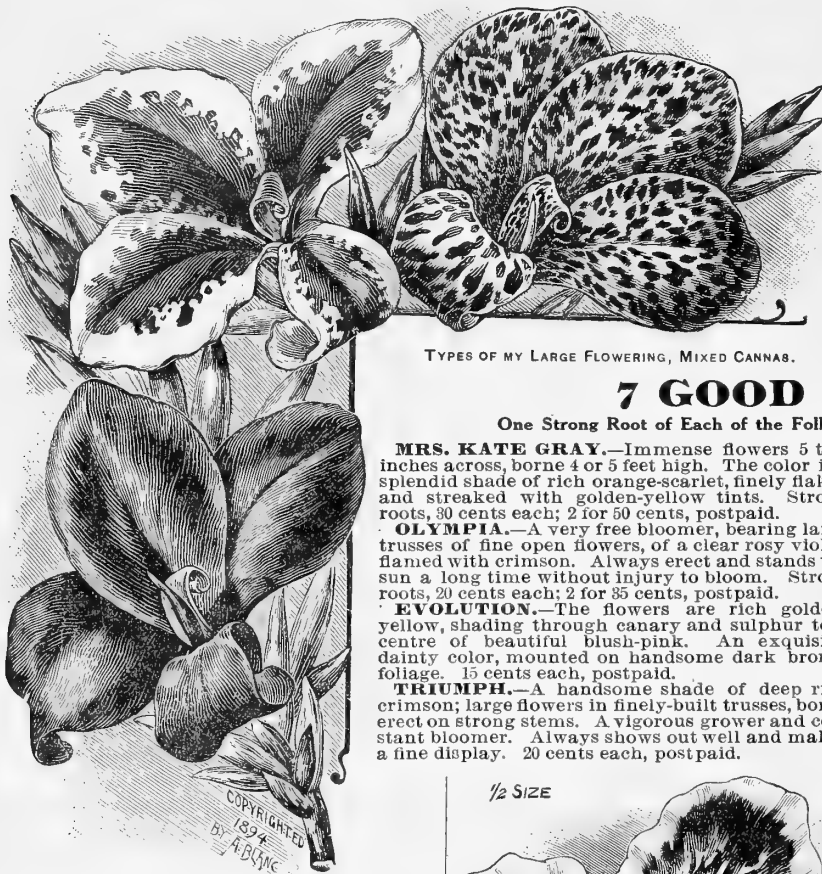 TYPES OF MY LARGE FLOWERING, MIXED CANNAS.
7 GOOD
One Strong Root of Each of the Foll
MRS. KATE GRAY.—Immense flowers 5 t
inches across, borne 4 or 5 feet high. The color i
splendid shade of rich orange-scarlet, finely flak
and streaked with golden-yellow tints. Stro
roots, 30 cents each; 2 for 50 cents, postpaid.
OLYMPIA.—A very free bloomer, bearing la
trusses of fine open flowers, of a clear rosy viol
flamed with crimson. Always erect and stands
sun a long time without injury to bloom. Stro
roots, 20 cents each; 2 for 35 cents, postpaid.
EVOLUTION.—The flowers are rich gold
yellow, shading through canary and sulphur t
centre of beautiful blush-pink. An exquis
dainty color, mounted on handsome dark bron
foliage. 15 cents each, postpaid.
TRIUMPH.—A handsome shade of deep ri
crimson; large flowers in finely-built trusses, bor
erect on strong stems. A vigorous grower and co
stant bloomer. Always shows out well and mak
a fine display. 20 cents each, postpaid.
½ SIZE
COPYRIGHTED
1894
BY A. BLANC